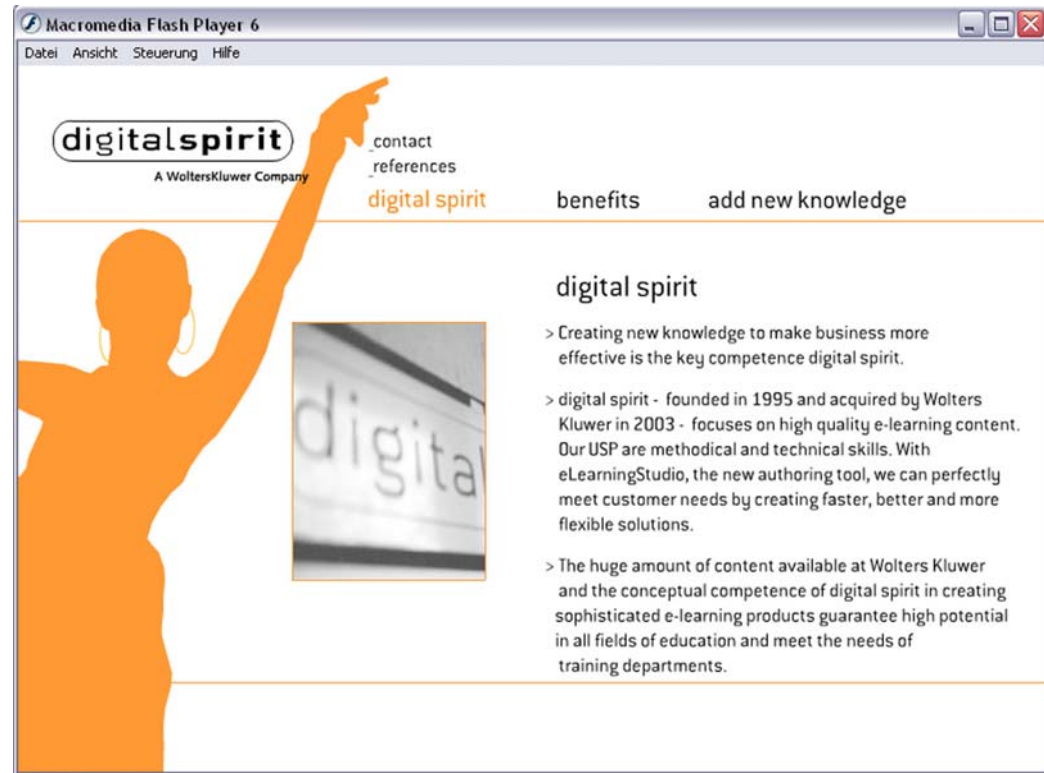 Macromedia Flash Player 6
Datei Ansicht Steuerung Hilfe
digitalspirit
A WoltersKluwer Company
_contact
_references
digital spirit benefits add new knowledge
digital spirit
> Creating new knowledge to make business more
effective is the key competence digital spirit.
> digital spirit - founded in 1995 and acquired by Wolters
Kluwer in 2003 - focuses on high quality e-learning content.
Our USP are methodical and technical skills. With
eLearningStudio, the new authoring tool, we can perfectly
meet customer needs by creating faster, better and more
flexible solutions.
> The huge amount of content available at Wolters Kluwer
and the conceptual competence of digital spirit in creating
sophisticated e-learning products guarantee high potential
in all fields of education and meet the needs of
training departments.
digital